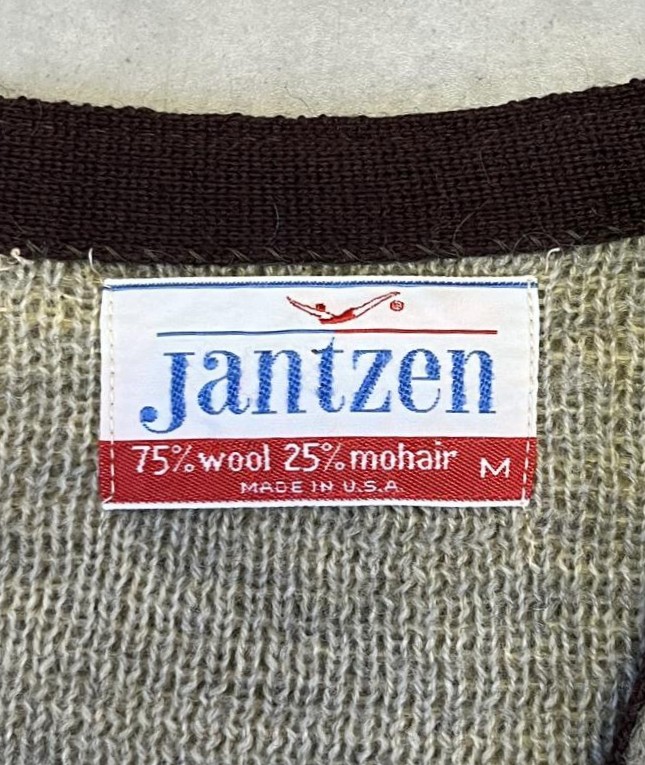 ®
Jantzen
75% wool 25% mohair M
MADE IN U.S.A.